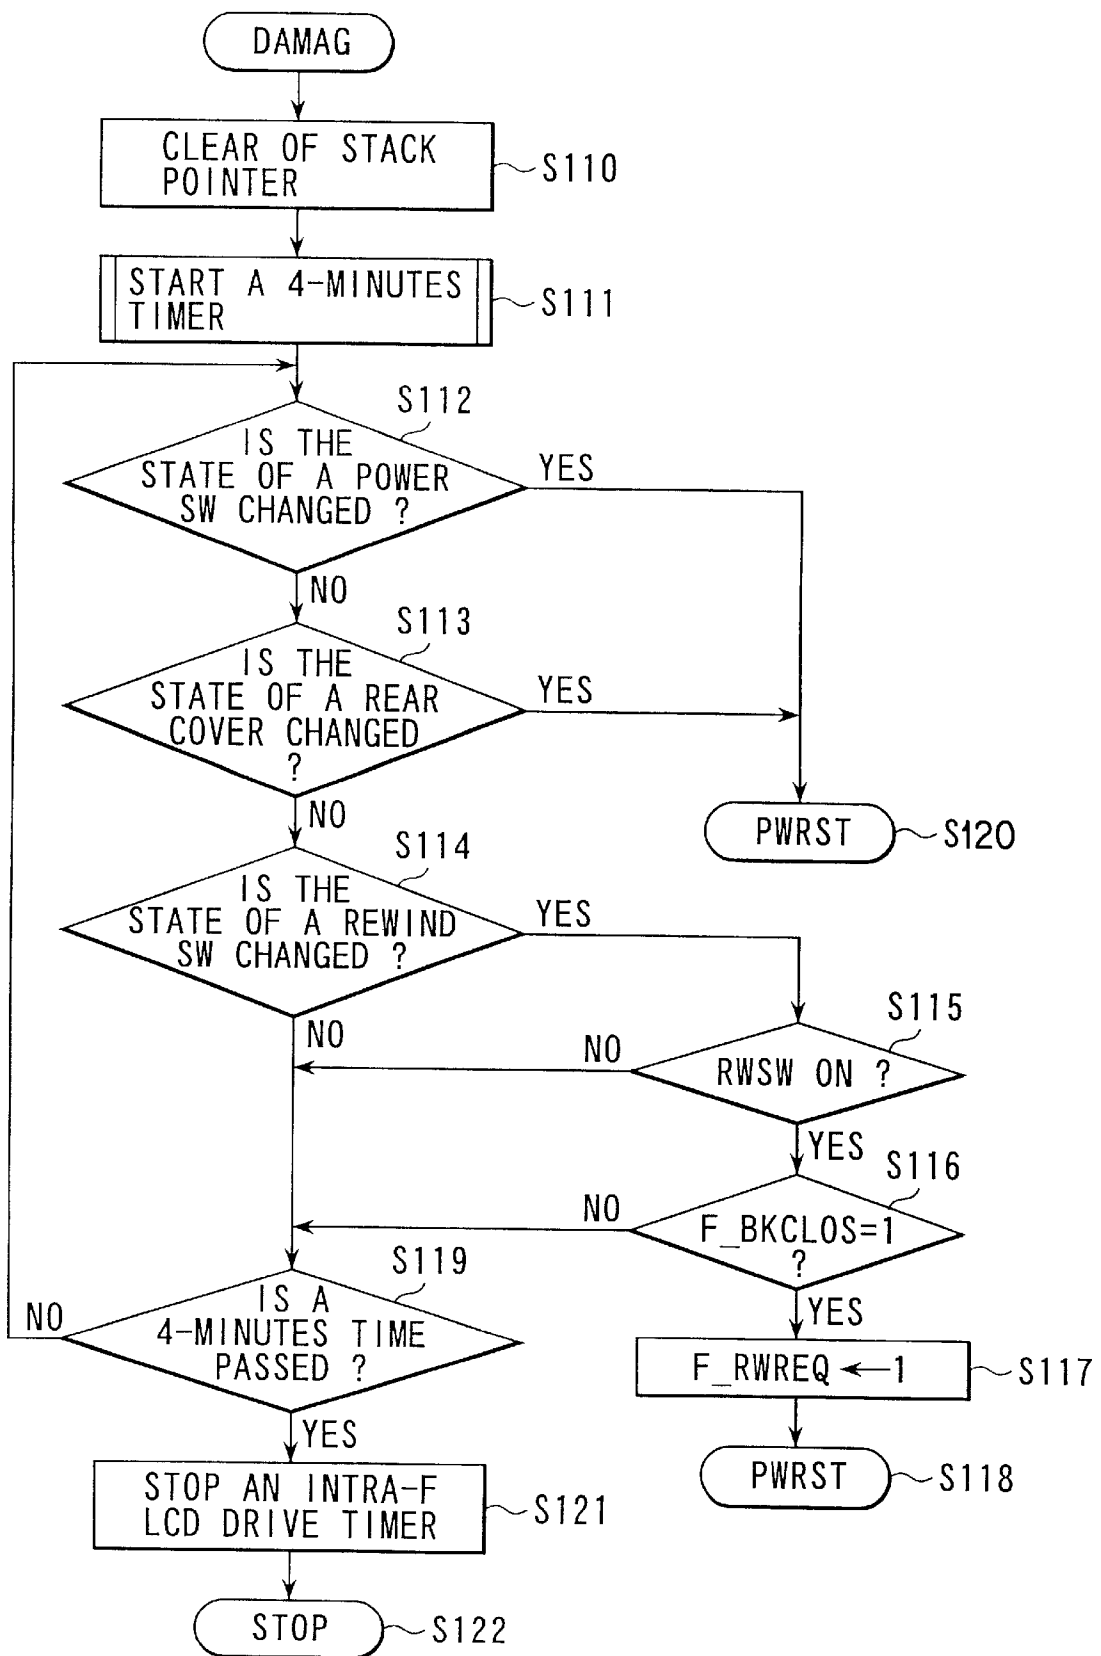 DAMAG
CLEAR OF STACK
POINTER
S110
START A 4-MINUTES
TIMER
S111
S112
IS THE
STATE OF A POWER
SW CHANGED ?
YES
NO
S113
IS THE
STATE OF A REAR
COVER CHANGED
?
YES
NO
PWRST
S120
S114
IS THE
STATE OF A REWIND
SW CHANGED ?
YES
NO
S115
RWSW ON ?
NO
YES
S116
F_BKCLOS=1
?
NO
YES
S119
IS A
4-MINUTES TIME
PASSED ?
NO
YES
F_RWREQ ←1
S117
PWRST
S118
STOP AN INTRA-F
LCD DRIVE TIMER
S121
STOP
S122